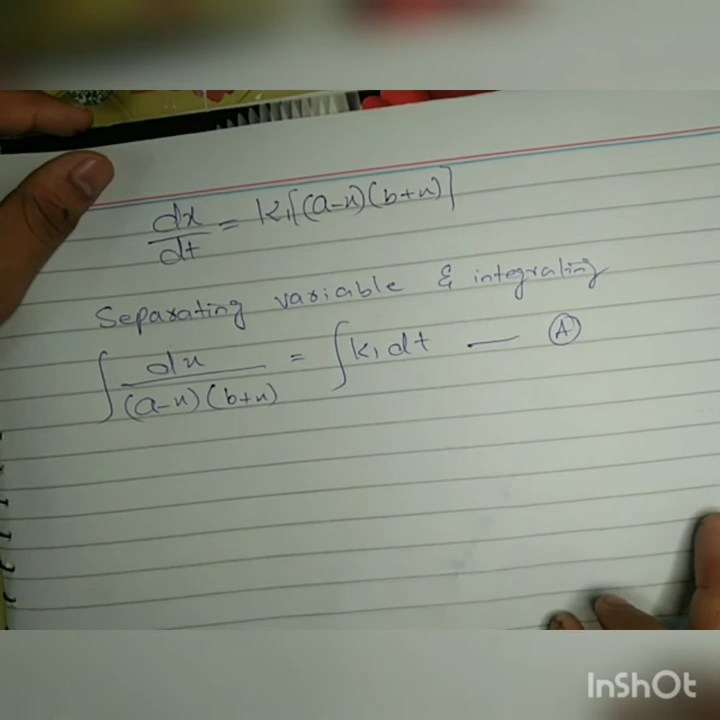 dx/dt = K₁[(a-x)(b+x)]
Separating variable & integrating
∫ dx/(a-x)(b+x) = ∫ K₁dt — Ⓐ
InShOt